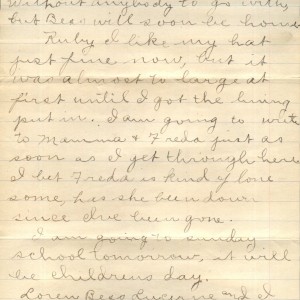 without anybody to go with,
but Bess will soon be home
Ruby I like my hat
just fine now, but it
was almost to large at
first until I got the lining
put in. I am going to write
to Mamma & Freda just as
soon as I get through here
I bet Freda is kind of lone
some, has she been down
since Ive been gone.
I am going to sunday
school tomorrow, it will
be childrens day.
Loren Bess and I